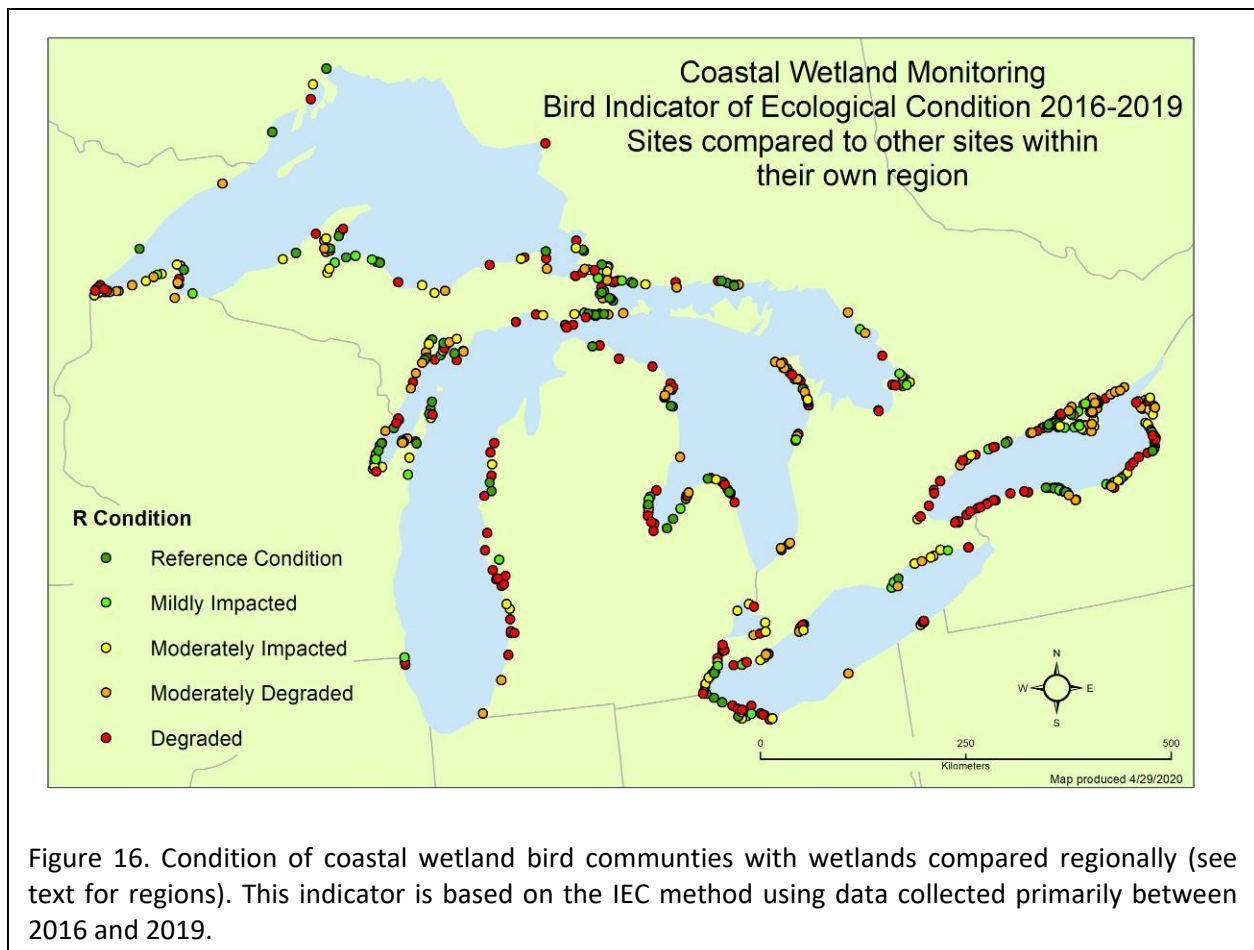 Coastal Wetland Monitoring
Bird Indicator of Ecological Condition 2016-2019
Sites compared to other sites within
their own region
R Condition
Reference Condition
Mildly Impacted
Moderately Impacted
Moderately Degraded
Degraded
N
W E
S
0 250 500
Kilometers
Map produced 4/29/2020
Figure 16. Condition of coastal wetland bird communties with wetlands compared regionally (see
text for regions). This indicator is based on the IEC method using data collected primarily between
2016 and 2019.